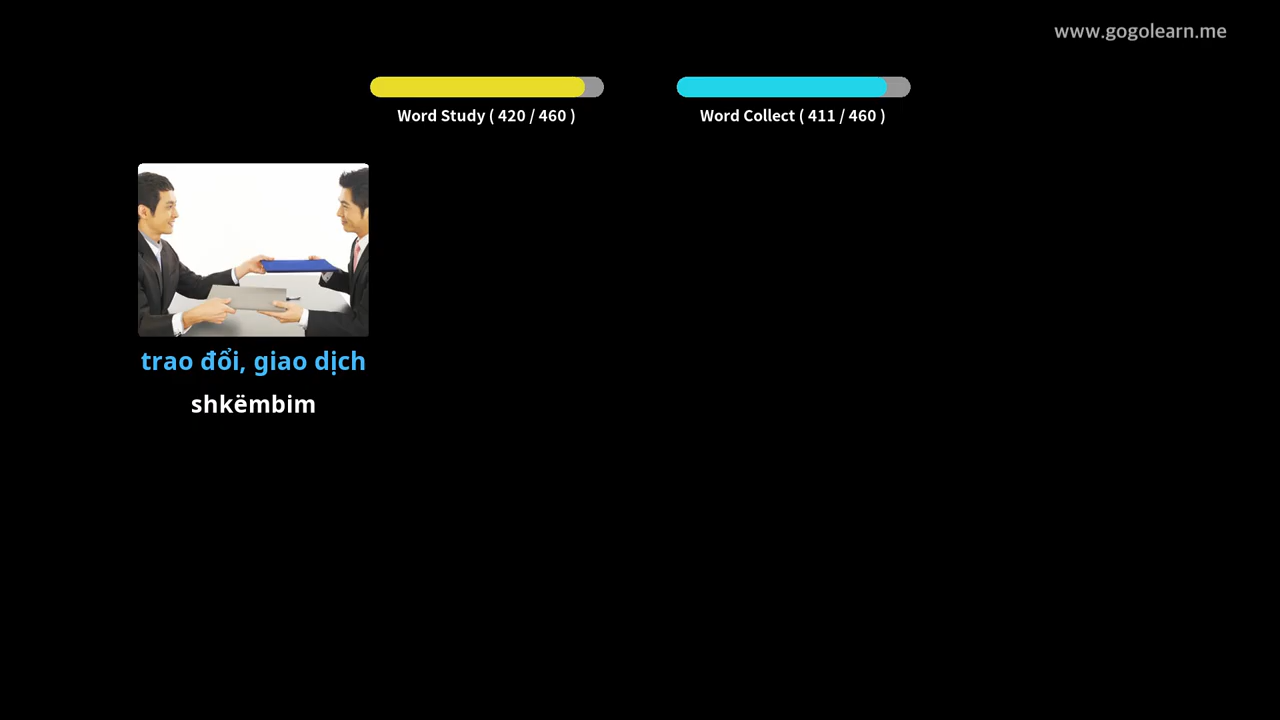 www.gogolearn.me
Word Study ( 420 / 460 )
Word Collect ( 411 / 460 )
trao đổi, giao dịch
shkëmbim